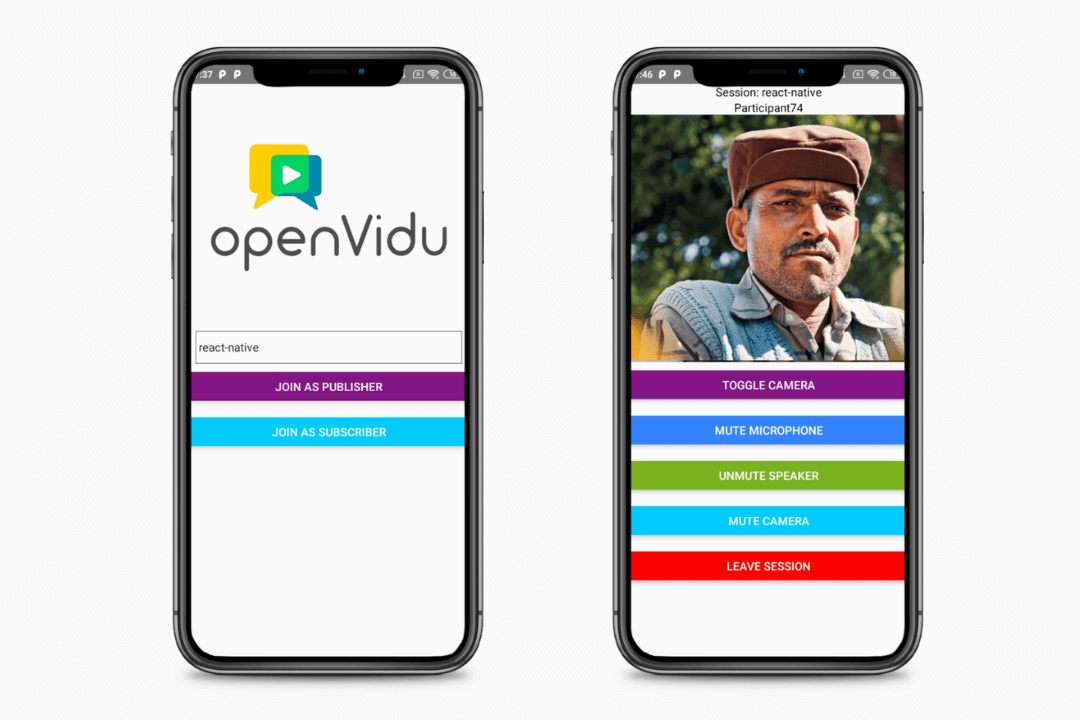 :37
openVidu
react-native
JOIN AS PUBLISHER
JOIN AS SUBSCRIBER
:46
Session: react-native
Participant74
TOGGLE CAMERA
MUTE MICROPHONE
UNMUTE SPEAKER
MUTE CAMERA
LEAVE SESSION